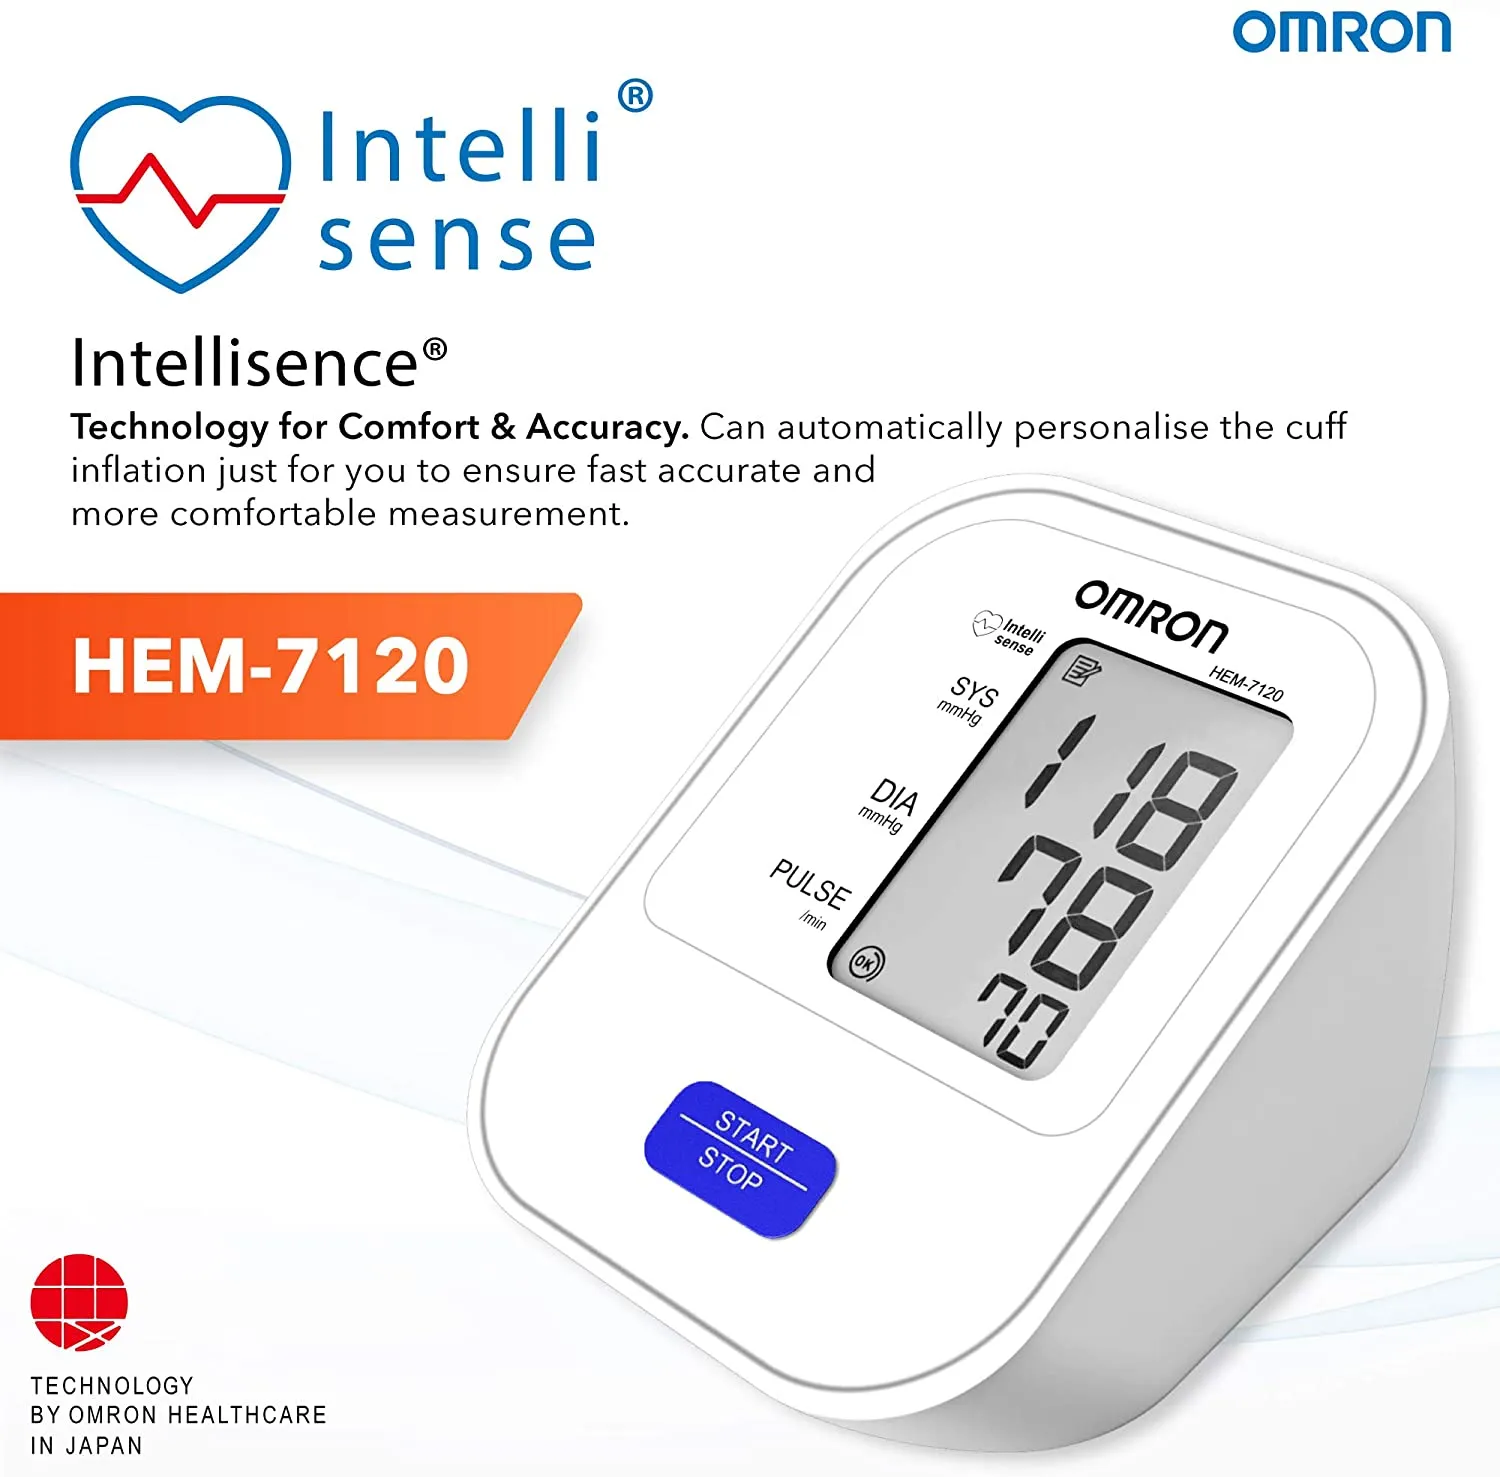 OMRON
Intelli®
sense
Intellisence®
Technology for Comfort & Accuracy. Can automatically personalise the cuff
inflation just for you to ensure fast accurate and
more comfortable measurement.
HEM-7120
OMRON
Intelli
sense
HEM-7120
SYS
mmHg
118
DIA
mmHg
78
PULSE
/min
70
OK
START
STOP
TECHNOLOGY
BY OMRON HEALTHCARE
IN JAPAN